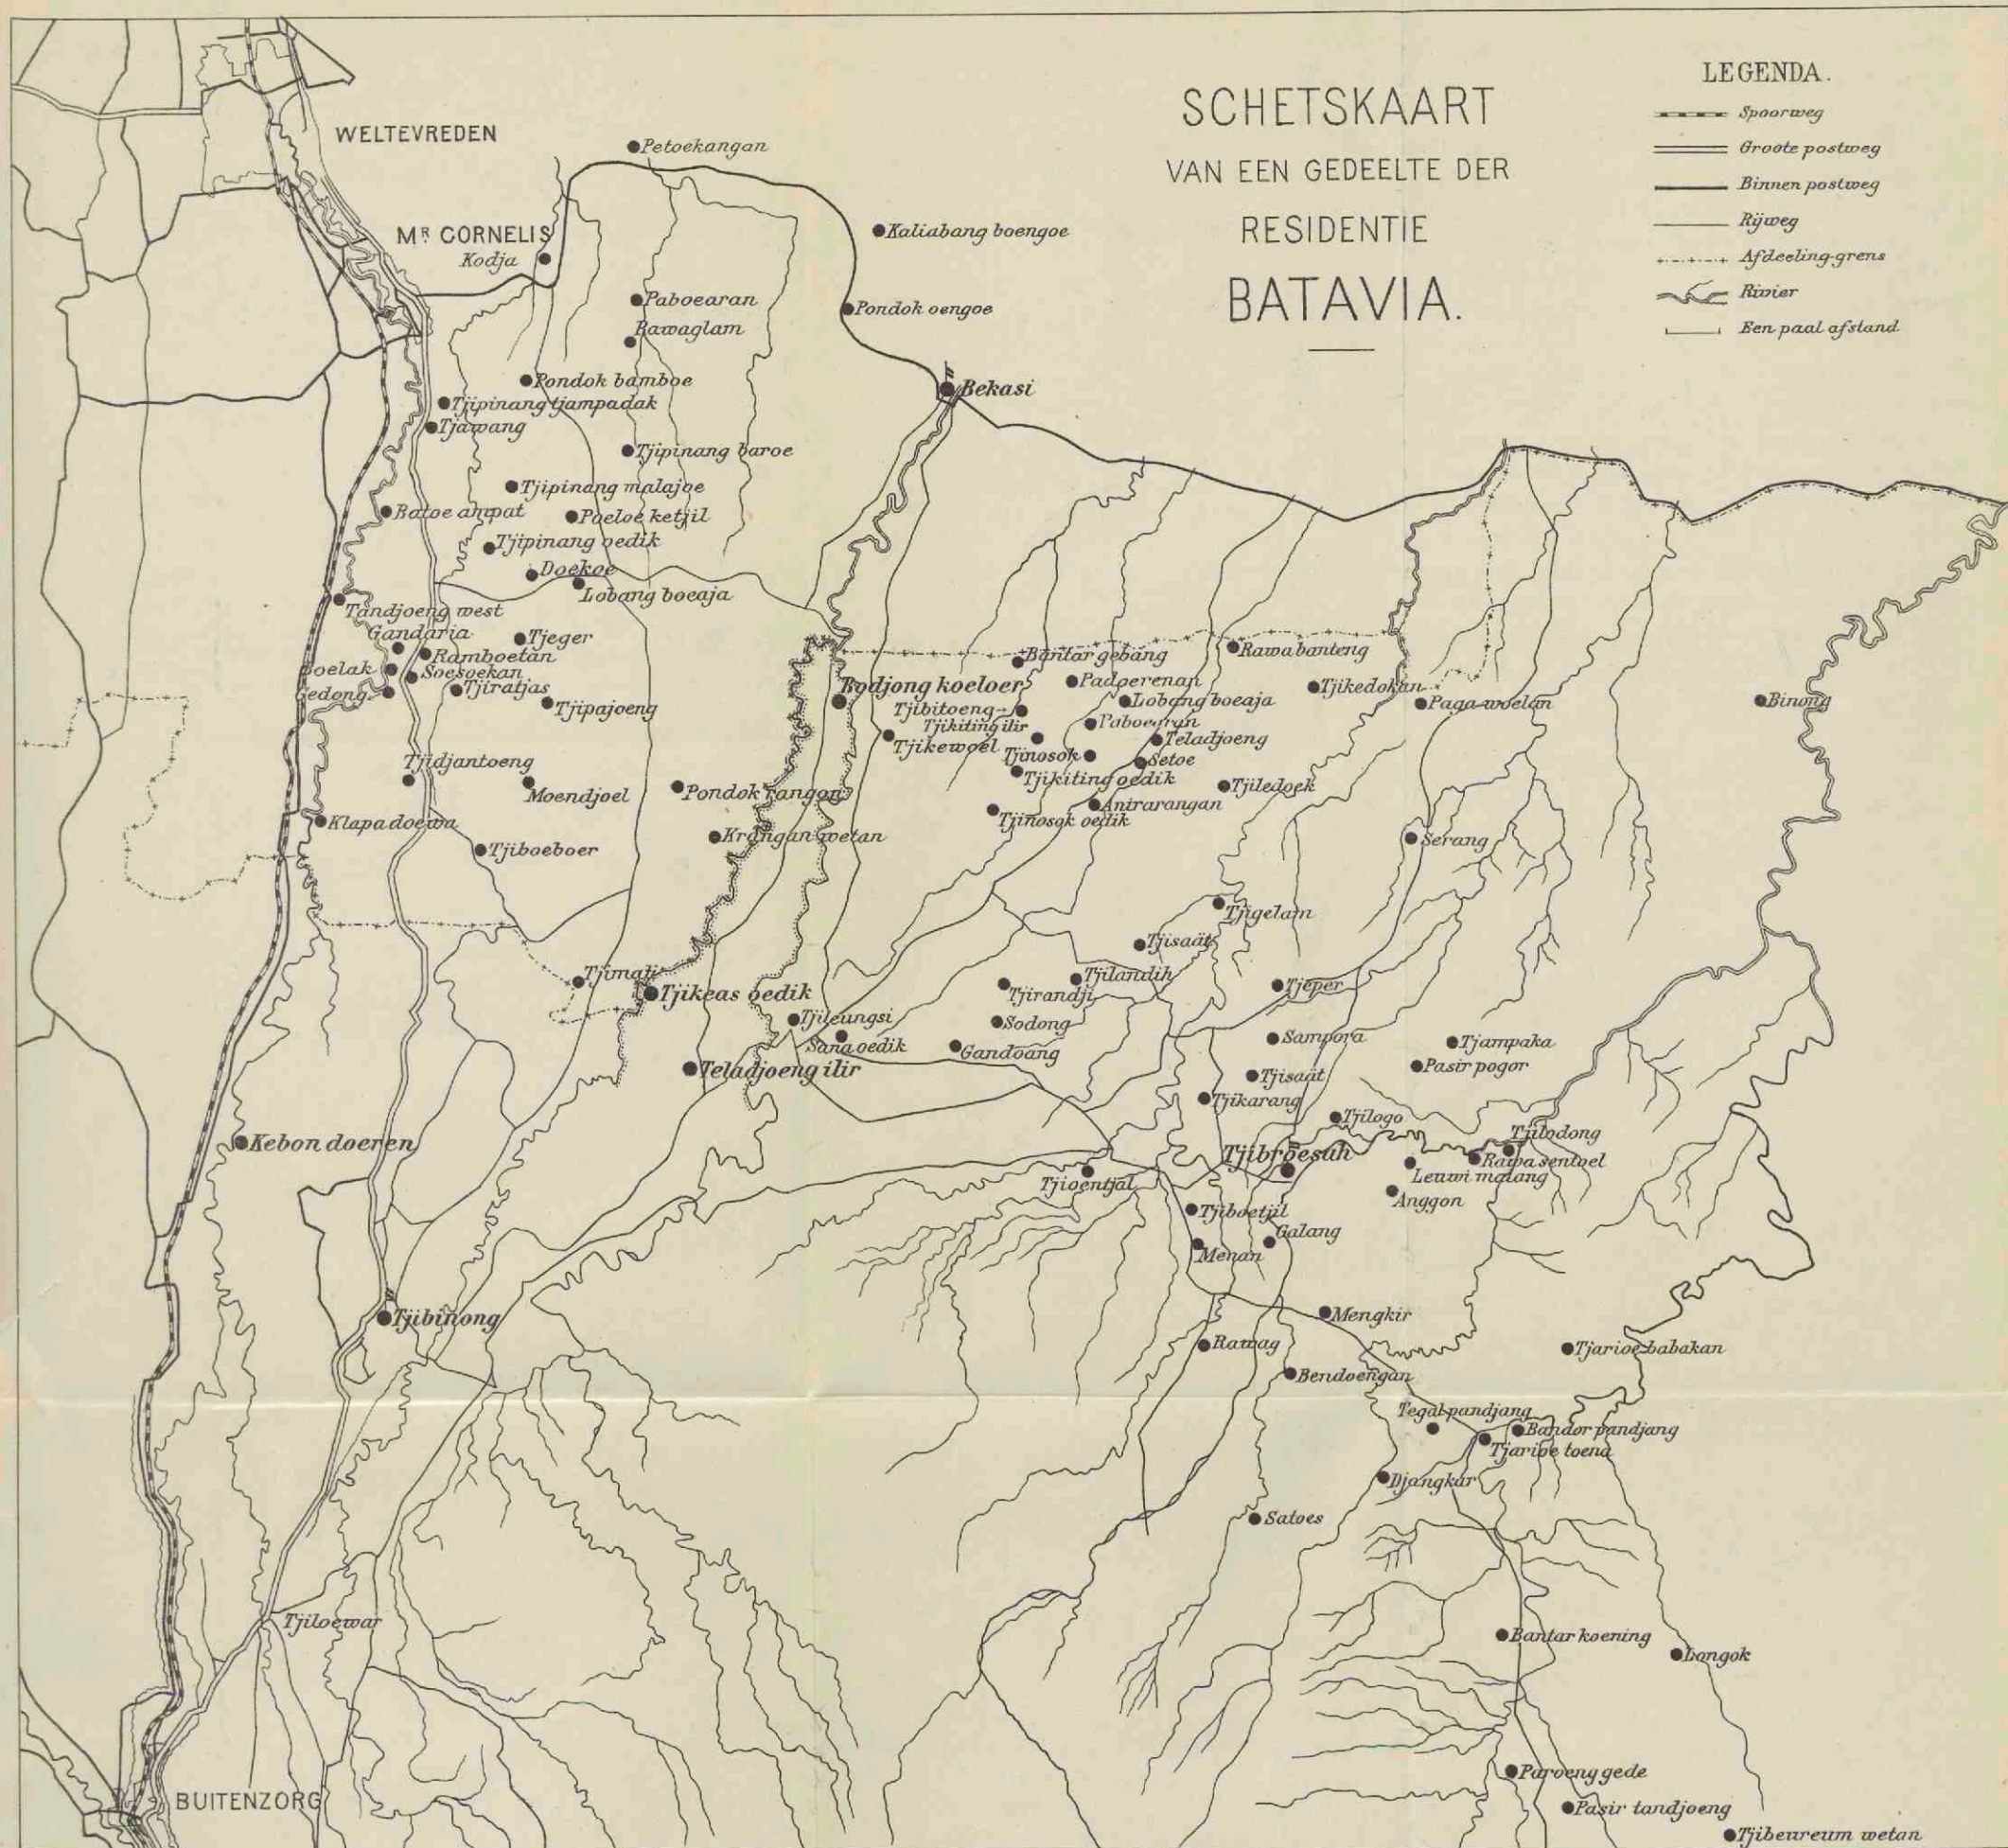 SCHETSKAART
VAN EEN GEDEELTE DER
RESIDENTIE
BATAVIA.
LEGENDA.
Spoorweg
Groote postweg
Binnen postweg
Rijweg
Afdeeling-grens
Rivier
Een paal afstand
WELTEVREDEN
Petoekangan
Mʀ CORNELIS
Kodja
Kaliabang boengoe
Paboearan
Pondok oengoe
Rawaglam
Pondok bamboe
Bekasi
Tjipinang tjampadak
Tjawang
Tjipinang baroe
Tjipinang malajoe
Batoe ampat
Poeloe ketjil
Tjipinang oedik
Doekoe
Lobang boeaja
Tandjoeng west
Gandaria
Tjeger
Ramboetan
Boelak
Soesoekan
Gedong
Tjiratjas
Tjipajoeng
Bantar gebang
Rawa banteng
Bodjong koeloer
Padoerenan
Tjikedokan
Tjibitoeng
Lobang boeaja
Paga-woelan
Binong
Tjikiting ilir
Paboearan
Tjikewoel
Teladjoeng
Tjinosok
Setoe
Tjidjantoeng
Tjikiting oedik
Moendjoel
Pondok rangon
Tjiledoek
Antrarangan
Tjinosok oedik
Klapa doewa
Krangan wetan
Serang
Tjiboeboer
Tjigelam
Tjisaät
Tjimatjis
Tjilandih
Tjikeas oedik
Tjirandji
Tjeper
Tjileungsi
Sodong
Sana oedik
Gandoang
Sampora
Tjampaka
Teladjoeng ilir
Pasir pogor
Tjisaät
Tjikarang
Tjilogo
Kebon doeren
Tjilodong
Tjibroesah
Rawa sentoel
Leuwi malang
Tjioentjal
Anggon
Tjiboetjil
Galang
Menan
Tjibinong
Mengkir
Rawag
Tjarioe babakan
Bendoengan
Tegal pandjang
Bandor pandjang
Tjarioe toena
Djangkar
Satoes
Tjiloewar
Bantar koening
Longok
Paroeng gede
BUITENZORG
Pasir tandjoeng
Tjibeureum wetan